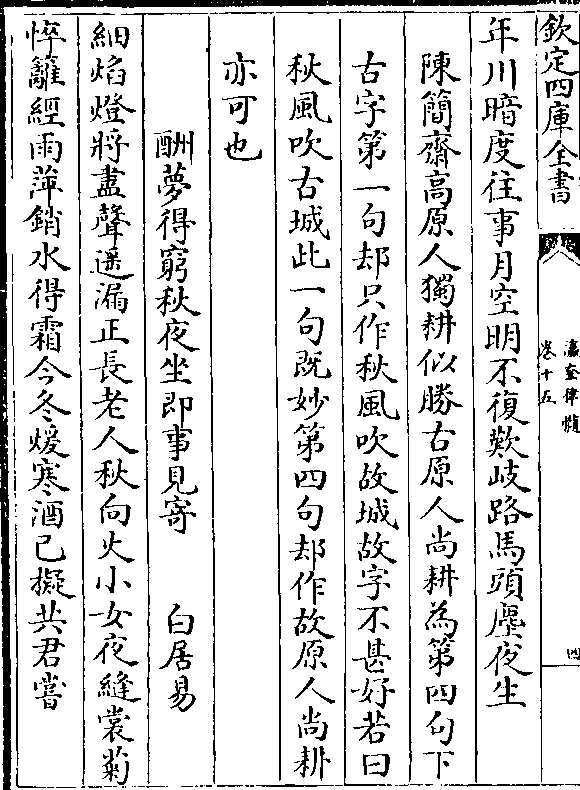 欽定四庫全書
瀛奎律髓
卷十五
四
年川暗度往事月空明不復歎岐路馬頭塵夜生
陳簡齋高原人獨耕似勝古原人尚耕為第四句下
古字第一句却只作秋風吹故城故字不甚好若曰
秋風吹古城此一句既妙第四句却作故原人尚耕
亦可也
酬夢得窮秋夜坐即事見寄 白居易
細焰燈將盡聲遥漏正長老人秋向火小女夜縫裳菊
悴籬經雨萍銷水得霜今冬煖寒酒已擬共君嘗